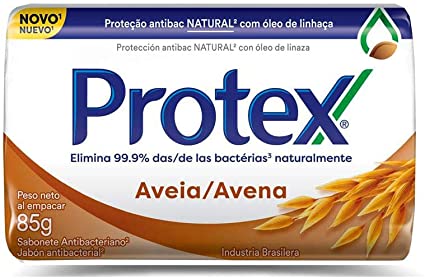 NOVO¹
NUEVO¹
Proteção antibac NATURAL² com óleo de linhaça
Protección antibac NATURAL² con óleo de linaza
Protex®
Elimina 99.9% das/de las bactérias³ naturalmente
Aveia/Avena
Peso neto
al empacar
85g
Sabonete Antibacteriano²
Jabón antibacterial²
Industria Brasilera